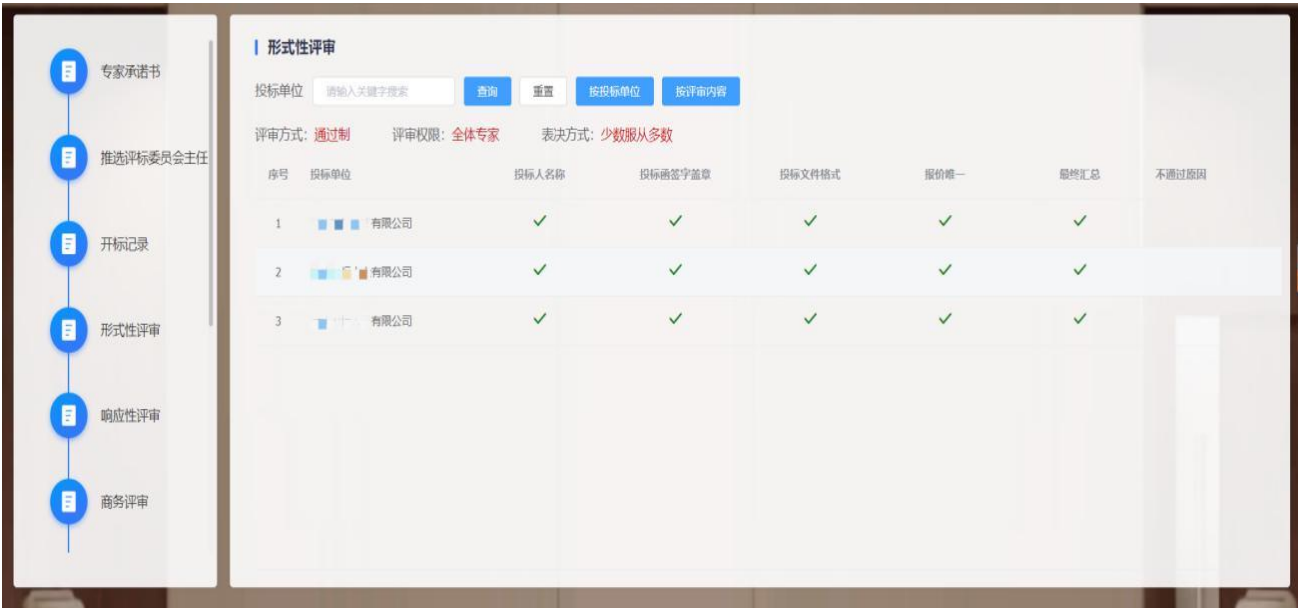 专家承诺书
推选评标委员会主任
开标记录
形式性评审
响应性评审
商务评审
形式性评审
投标单位 请输入关键字搜索 查询 重置 按投标单位 按评审内容
评审方式：通过制 评审权限：全体专家 表决方式：少数服从多数
序号 投标单位 投标人名称 投标函签字盖章 投标文件格式 报价唯一 最终汇总 不通过原因
1 有限公司
2 有限公司
3 有限公司